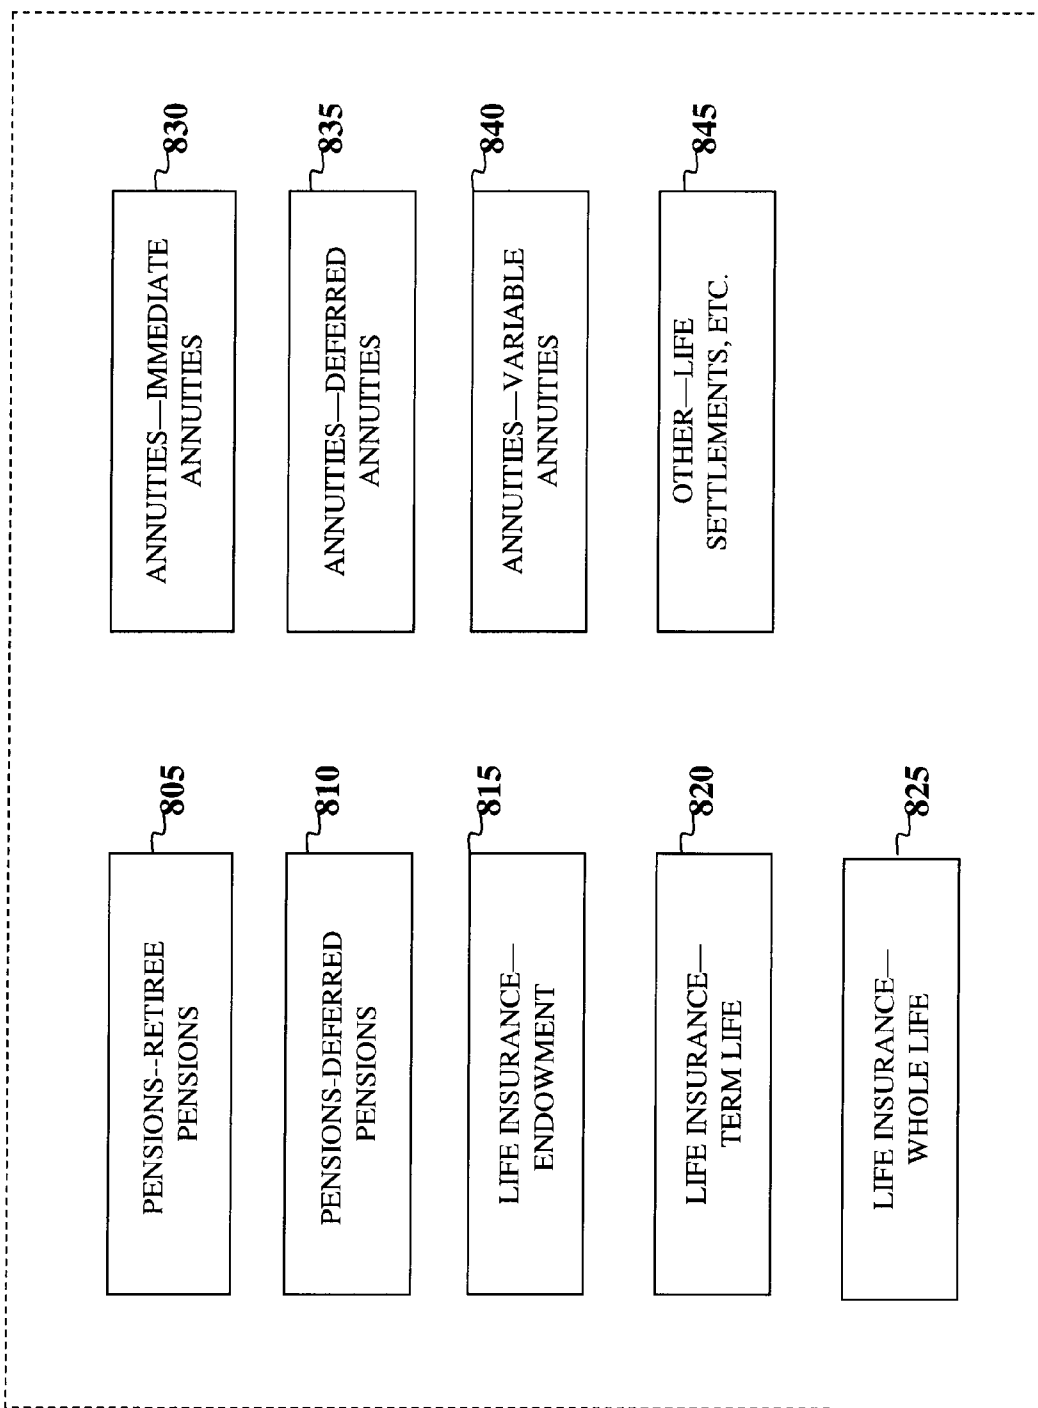 PENSIONS--RETIREE
PENSIONS
805
PENSIONS-DEFERRED
PENSIONS
810
LIFE INSURANCE—
ENDOWMENT
815
LIFE INSURANCE—
TERM LIFE
820
LIFE INSURANCE—
WHOLE LIFE
825
ANNUITIES—IMMEDIATE
ANNUITIES
830
ANNUITIES—DEFERRED
ANNUITIES
835
ANNUITIES—VARIABLE
ANNUITIES
840
OTHER—LIFE
SETTLEMENTS, ETC.
845